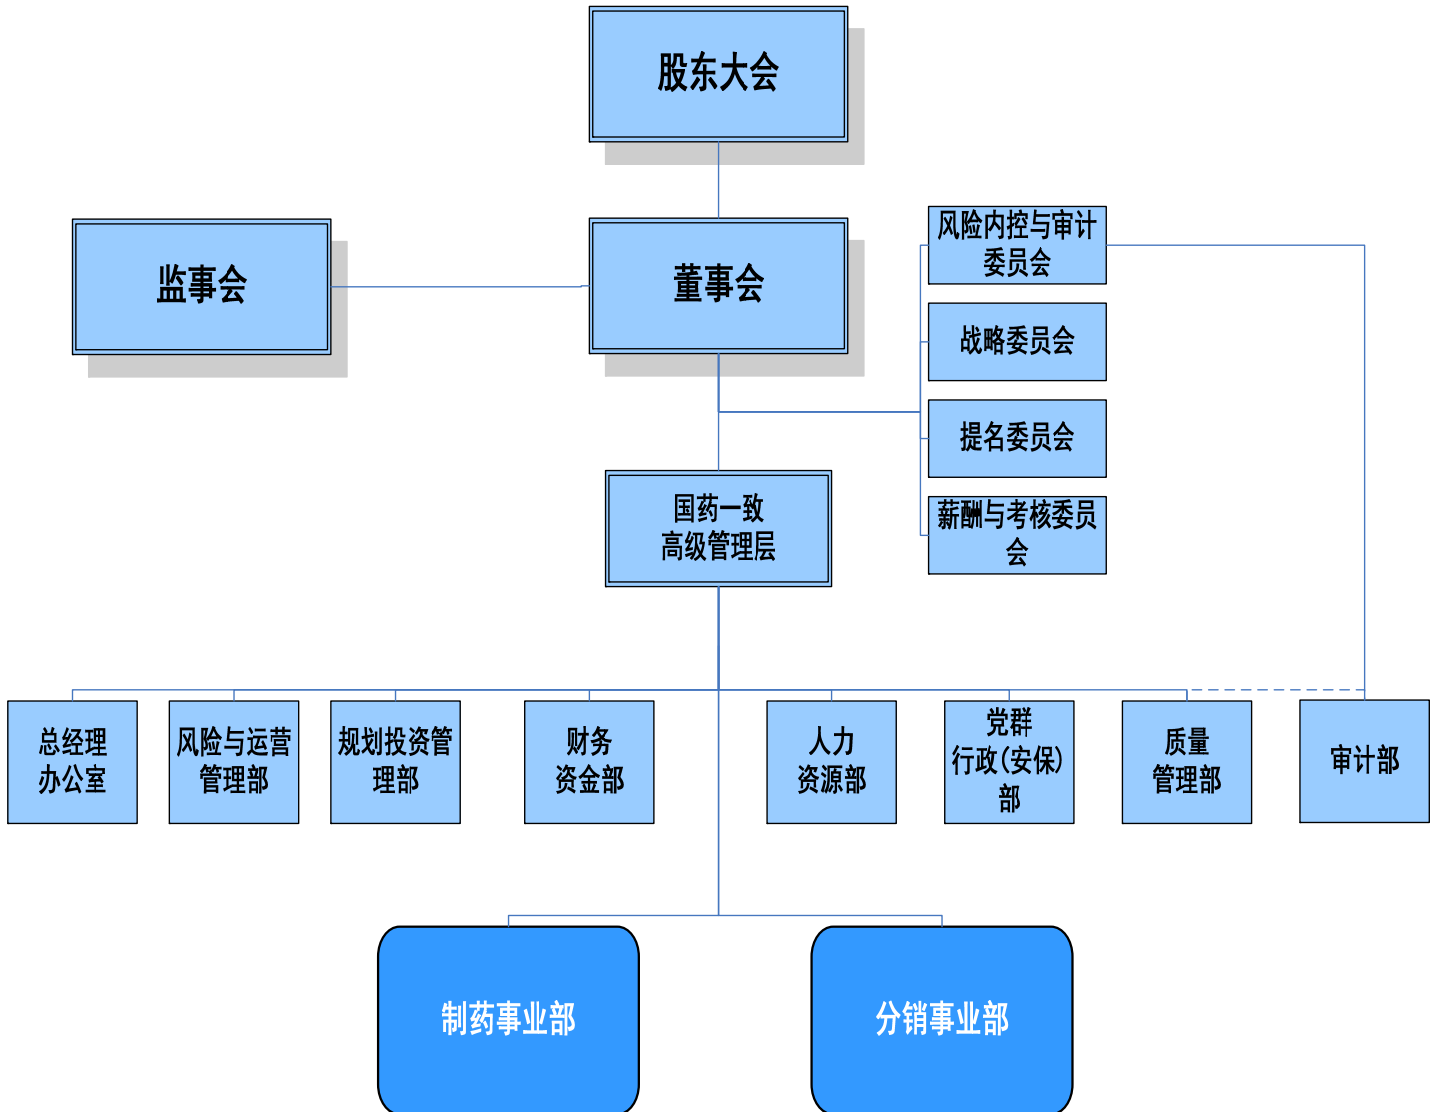 股东大会
监事会
董事会
风险内控与审计
委员会
战略委员会
提名委员会
薪酬与考核委员
会
国药一致
高级管理层
总经理
办公室
风险与运营
管理部
规划投资管
理部
财务
资金部
人力
资源部
党群
行政(安保)
部
质量
管理部
审计部
制药事业部
分销事业部